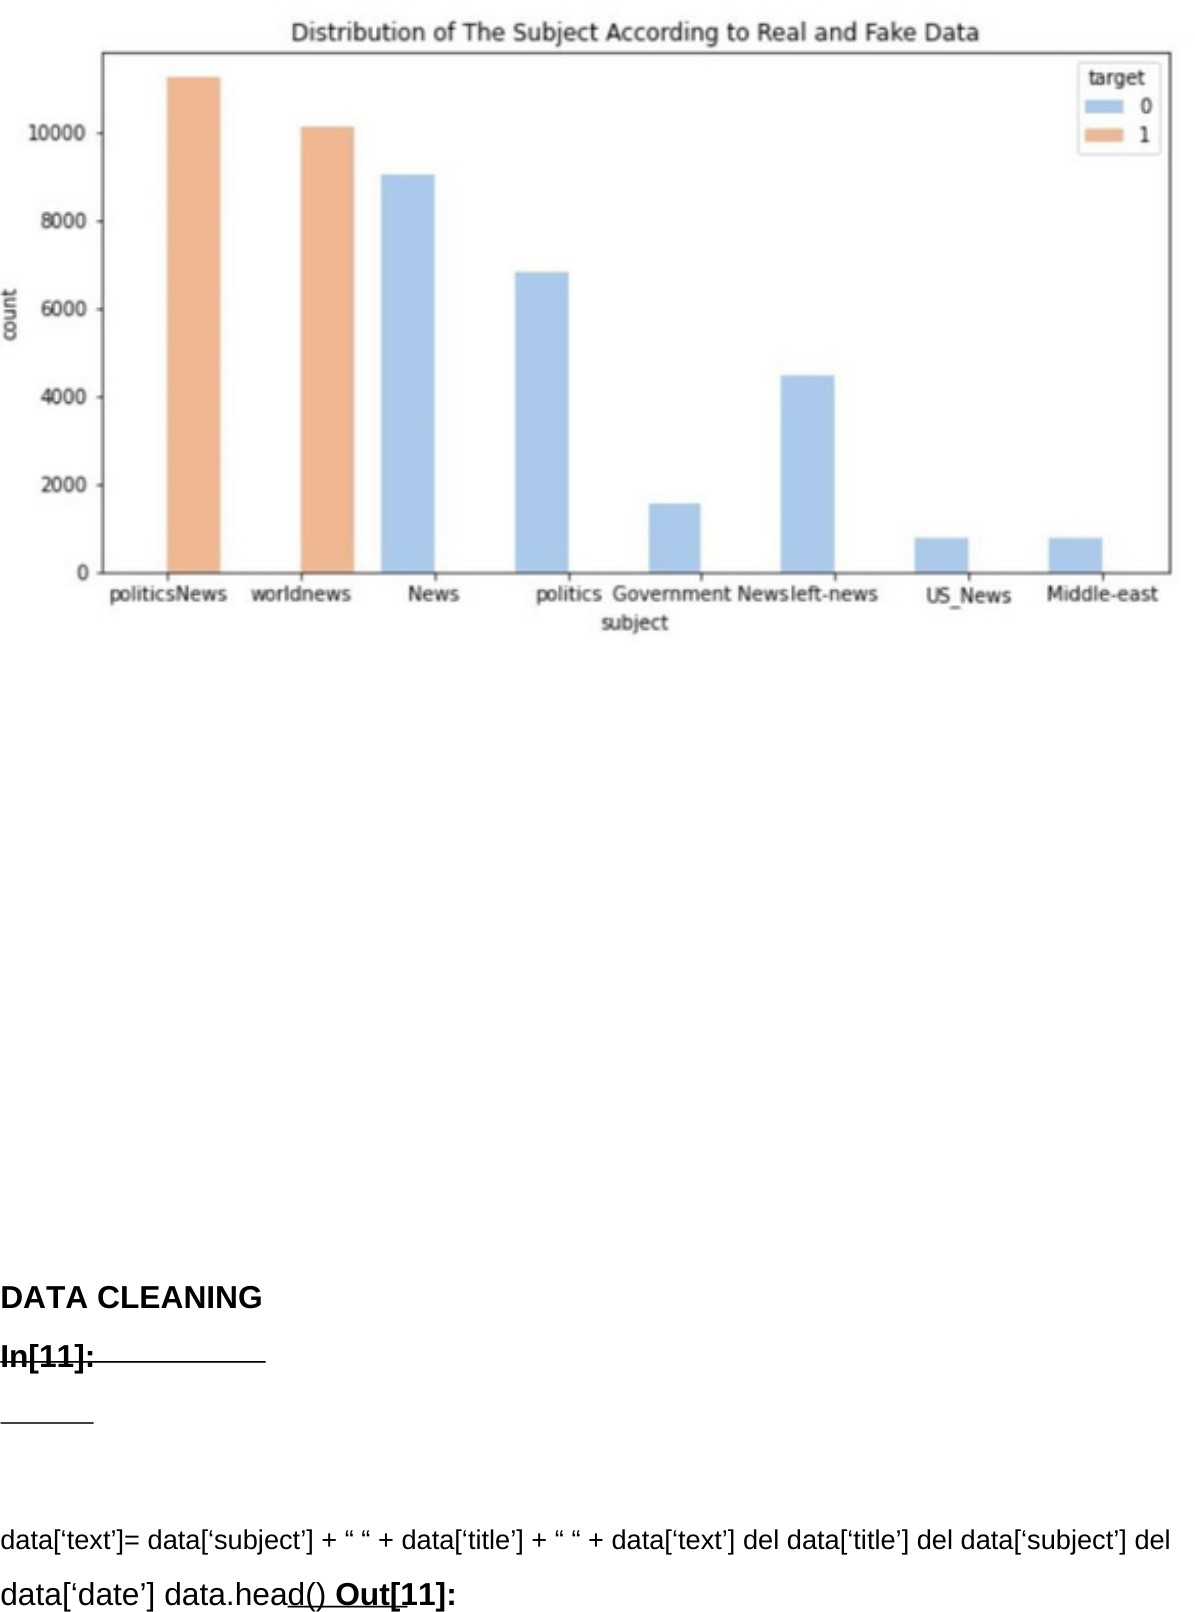 Distribution of The Subject According to Real and Fake Data
target
0
1
10000
8000
6000
4000
2000
0
count
politicsNews worldnews News politics Government News left-news US_News Middle-east
subject
DATA CLEANING
In[11]:
data[‘text’]= data[‘subject’] + “ “ + data[‘title’] + “ “ + data[‘text’] del data[‘title’] del data[‘subject’] del
data[‘date’] data.head() Out[11]: